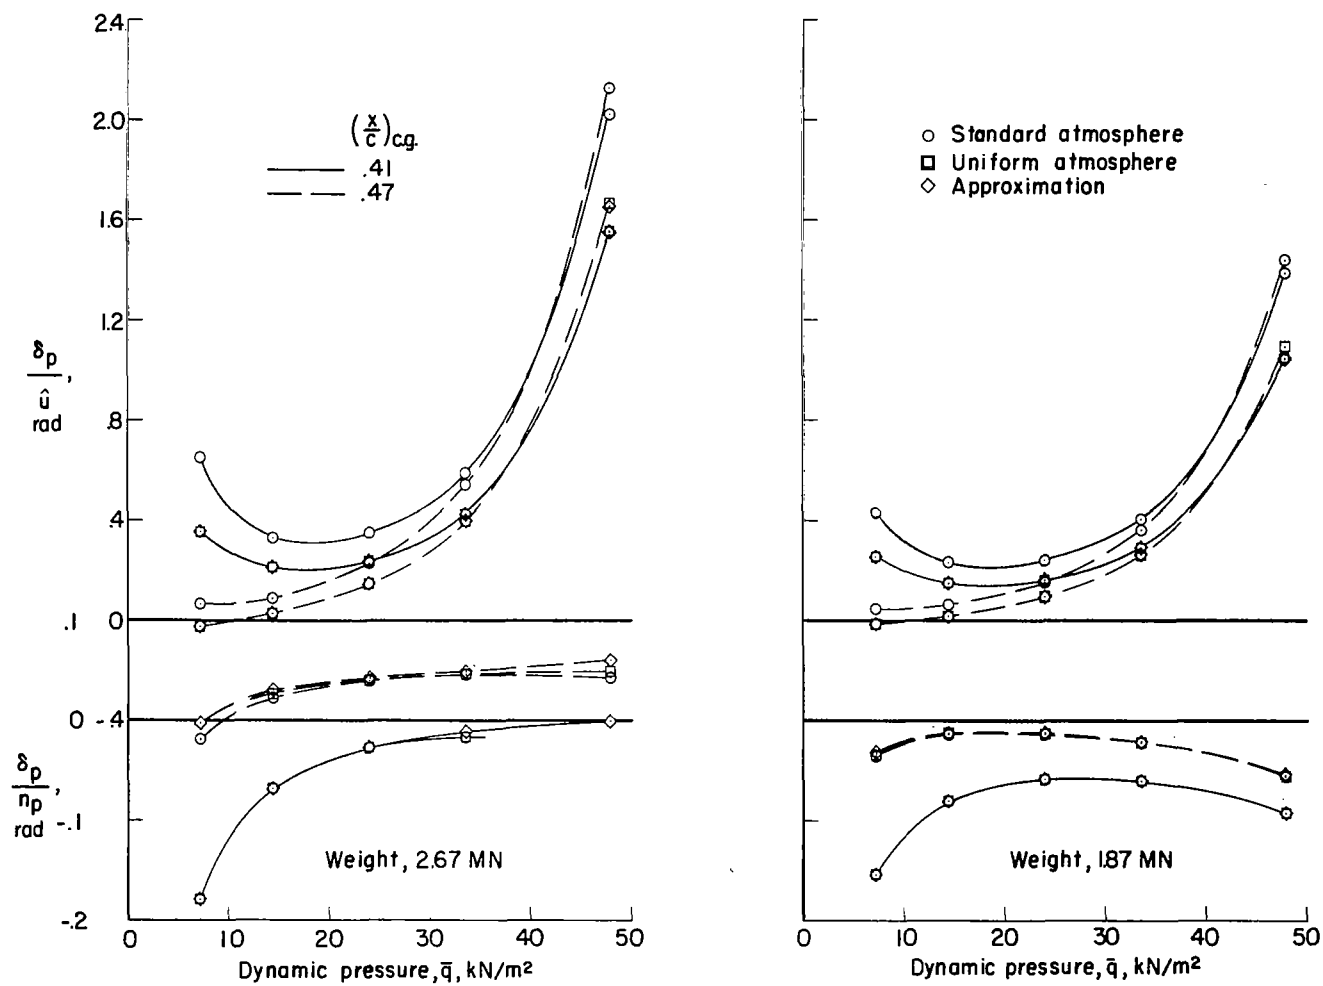 2.4
2.0
1.6
1.2
.8
.4
.1 0
0 -.4
-.1
-.2
δp/û, rad
δp/np, rad
(x/c)c.g.
.41
.47
Weight, 2.67 MN
0 10 20 30 40 50
Dynamic pressure, q̄, kN/m²
Standard atmosphere
Uniform atmosphere
Approximation
Weight, 1.87 MN
0 10 20 30 40 50
Dynamic pressure, q̄, kN/m²